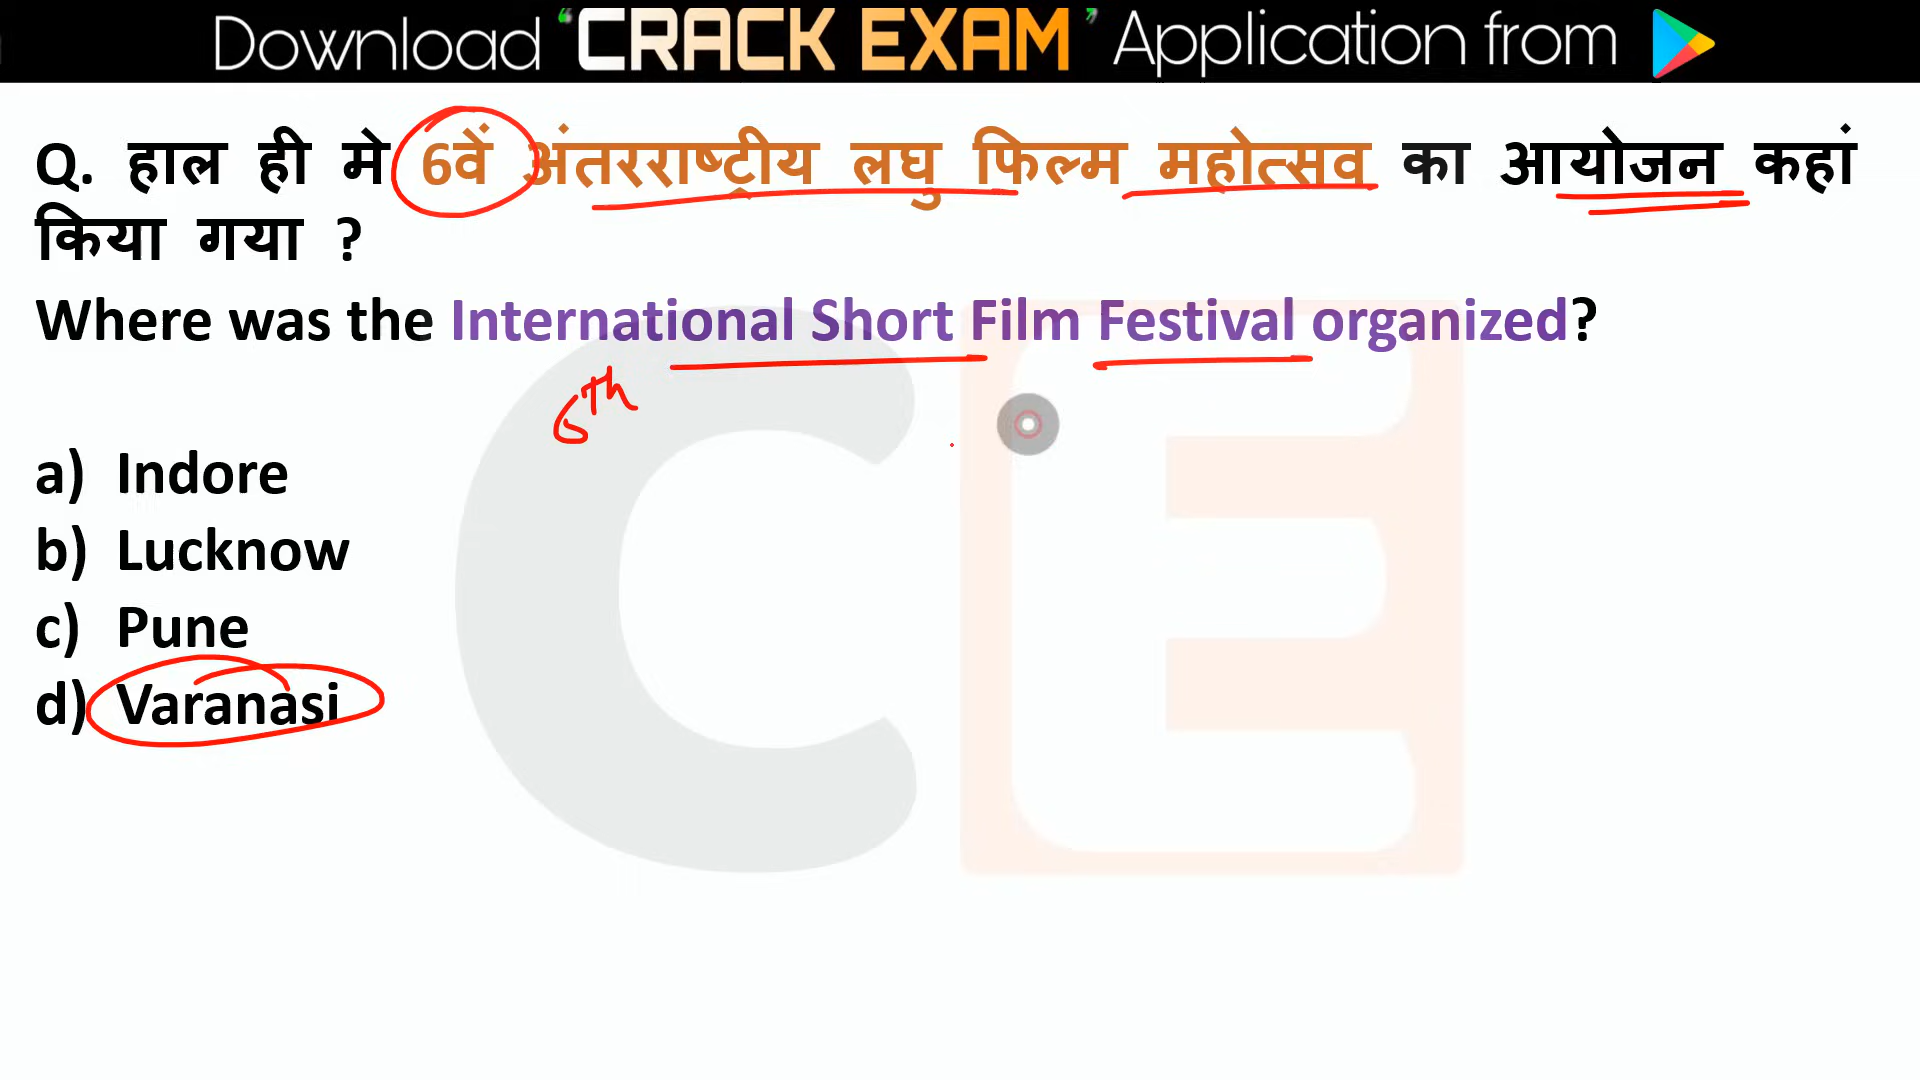 Download ‘CRACK EXAM’ Application from
Q. हाल ही मे 6वें अंतरराष्ट्रीय लघु फिल्म महोत्सव का आयोजन कहां
किया गया ?
Where was the International Short Film Festival organized?
6th
a) Indore
b) Lucknow
c) Pune
d) Varanasi
CE